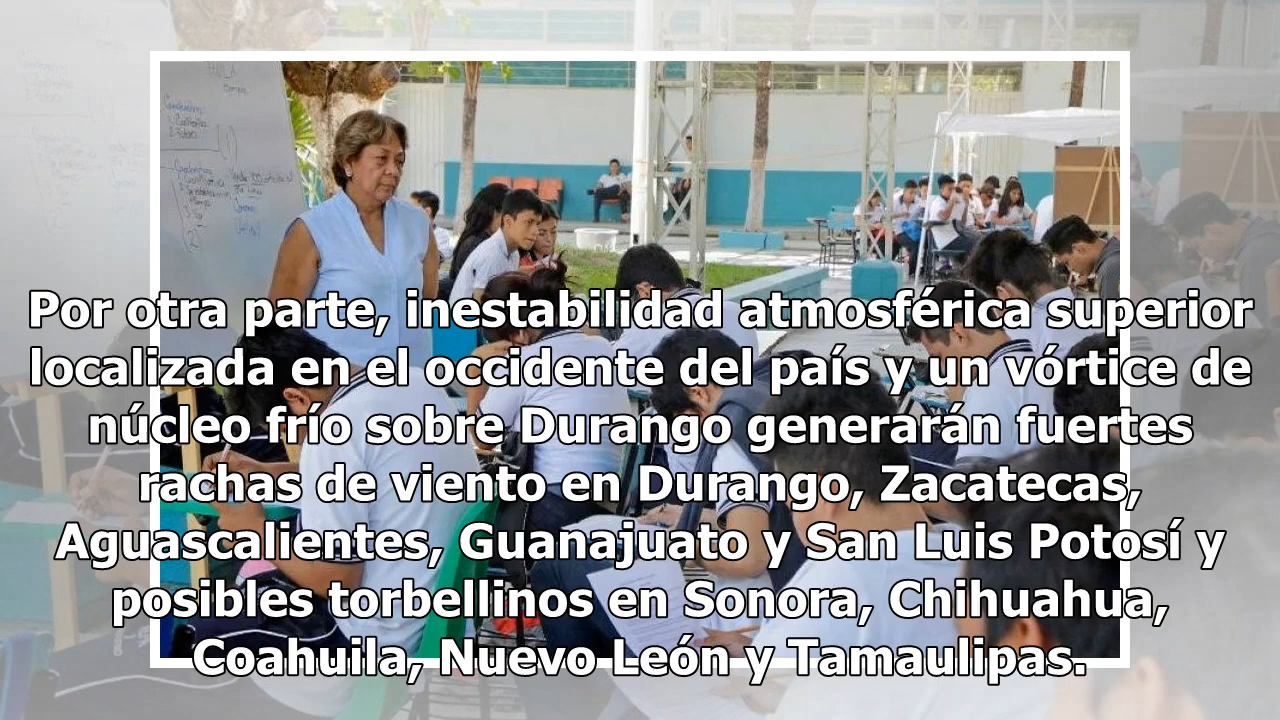 Por otra parte, inestabilidad atmosférica superior
localizada en el occidente del país y un vórtice de
núcleo frío sobre Durango generarán fuertes
rachas de viento en Durango, Zacatecas,
Aguascalientes, Guanajuato y San Luis Potosí y
posibles torbellinos en Sonora, Chihuahua,
Coahuila, Nuevo León y Tamaulipas.